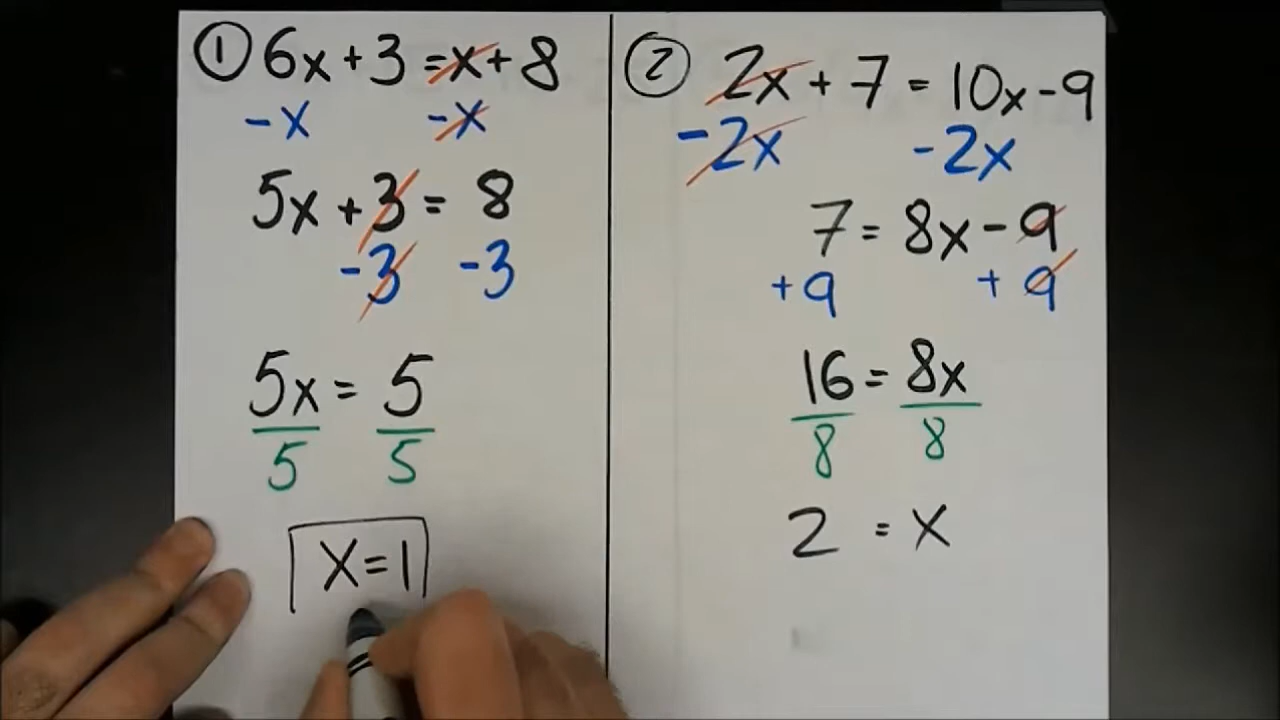 ① 6x + 3 = x + 8
- x - x
5x + 3 = 8
- 3 - 3
5x = 5
5 5
x = 1
② 2x + 7 = 10x - 9
- 2x - 2x
7 = 8x - 9
+ 9 + 9
16 = 8x
8 8
2 = x